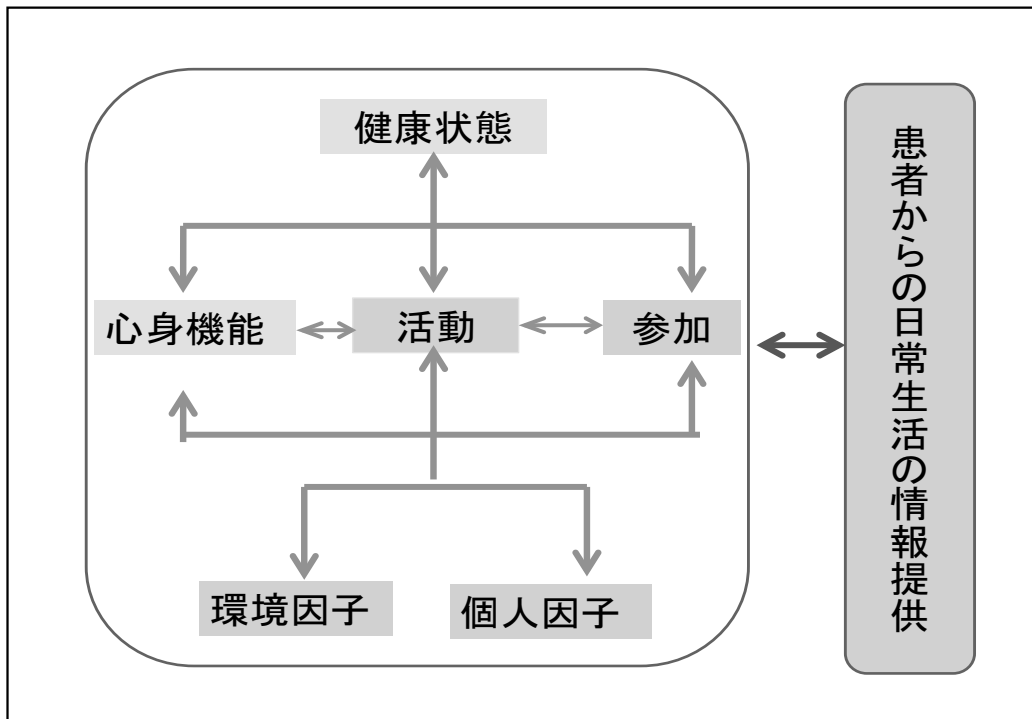 健康状態
心身機能
活動
参加
環境因子
個人因子
患者からの日常生活の情報提供